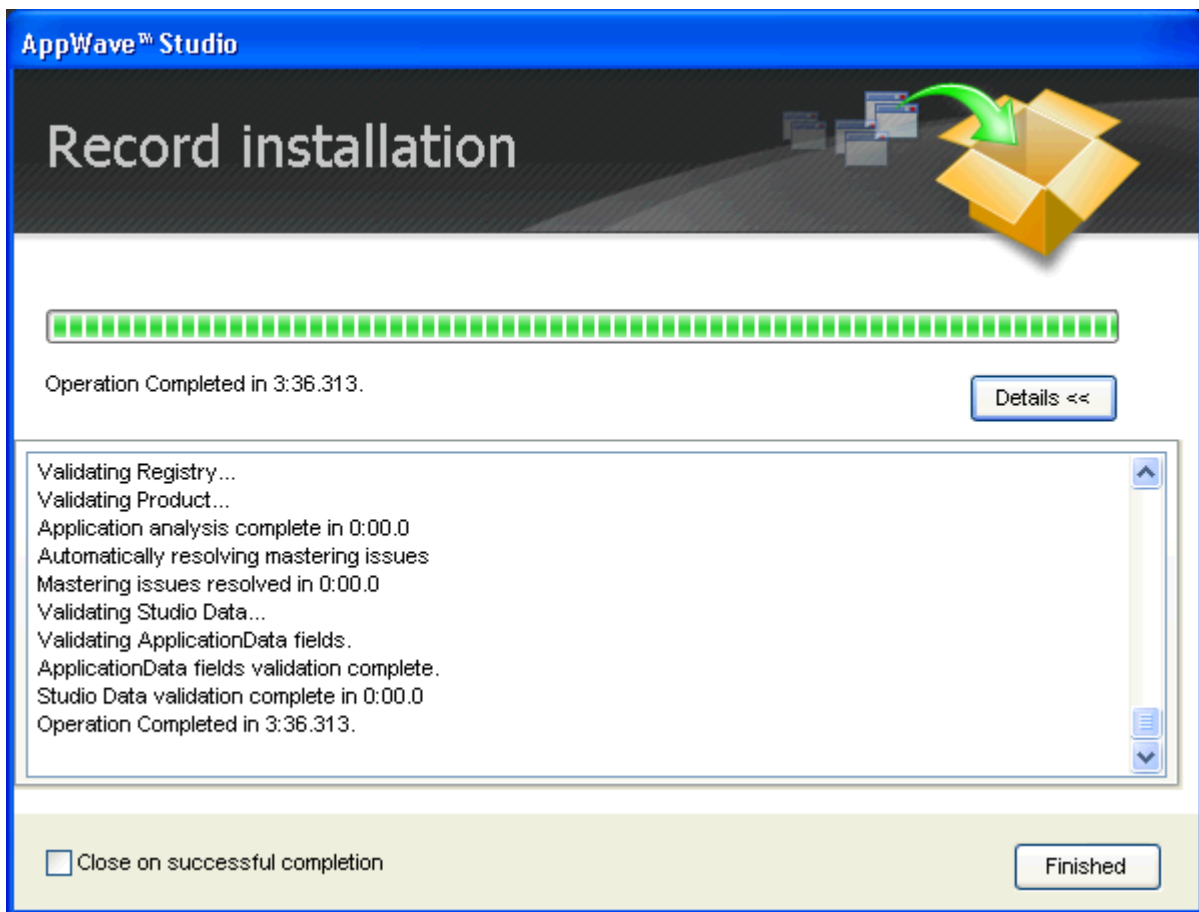 AppWave™ Studio
Record installation
Operation Completed in 3:36.313.
Details <<
Validating Registry...
Validating Product...
Application analysis complete in 0:00.0
Automatically resolving mastering issues
Mastering issues resolved in 0:00.0
Validating Studio Data...
Validating ApplicationData fields.
ApplicationData fields validation complete.
Studio Data validation complete in 0:00.0
Operation Completed in 3:36.313.
Close on successful completion
Finished